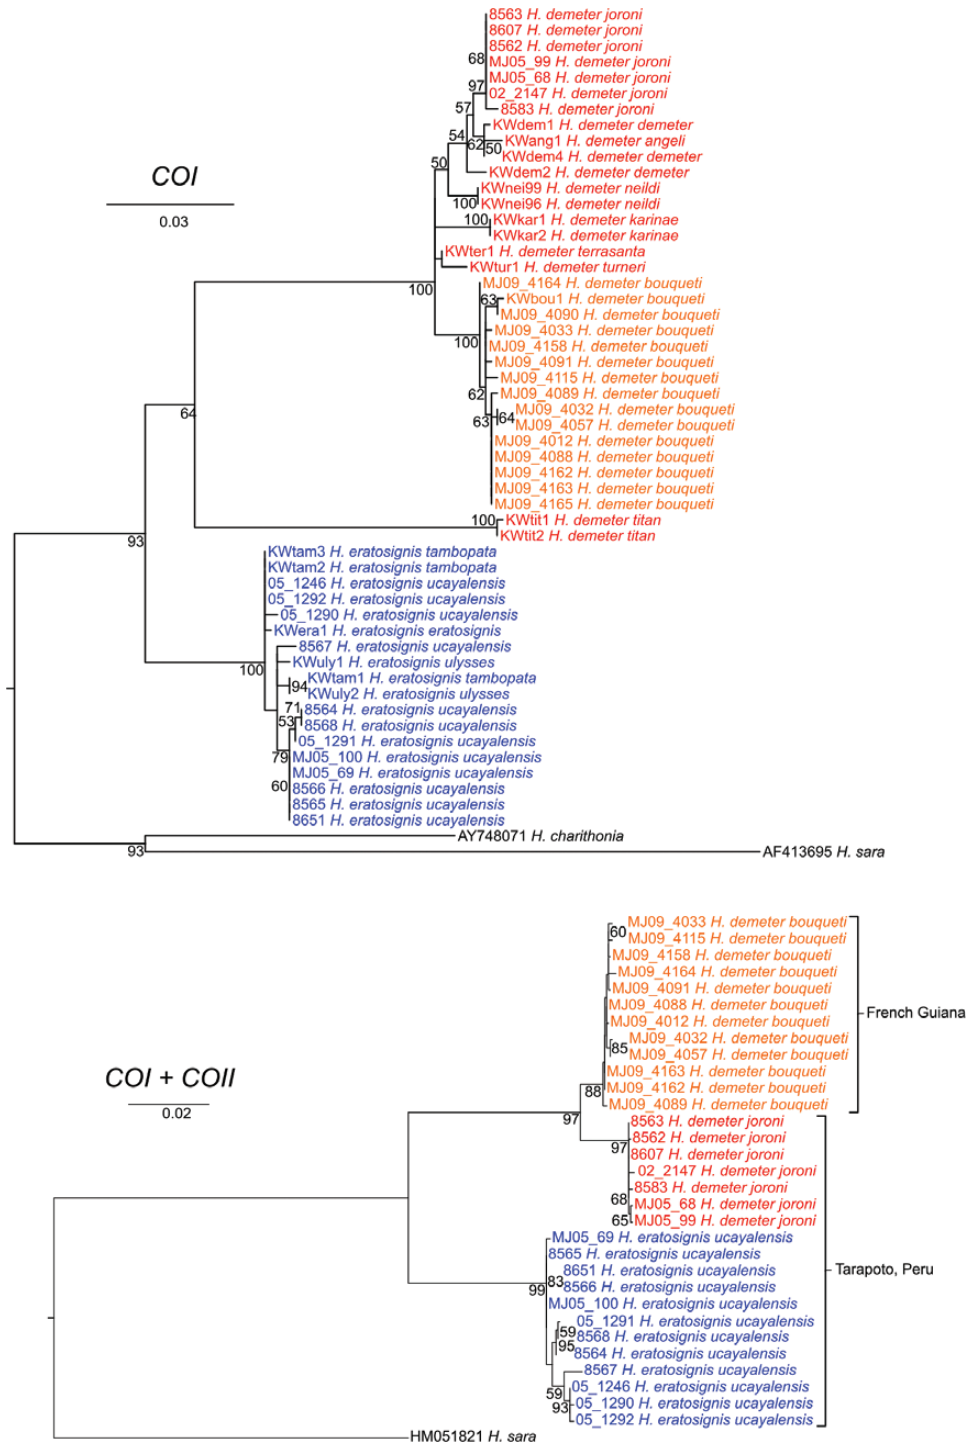 8563 H. demeter joroni
8607 H. demeter joroni
8562 H. demeter joroni
68
MJ05_99 H. demeter joroni
MJ05_68 H. demeter joroni
97
02_2147 H. demeter joroni
57
8583 H. demeter joroni
KWdem1 H. demeter demeter
54
62
50
KWang1 H. demeter angeli
KWdem4 H. demeter demeter
50
KWdem2 H. demeter demeter
COI
KWnei99 H. demeter neildi
100
KWnei96 H. demeter neildi
0.03
100
KWkar1 H. demeter karinae
KWkar2 H. demeter karinae
KWter1 H. demeter terrasanta
KWtur1 H. demeter turneri
100
MJ09_4164 H. demeter bouqueti
63
KWbou1 H. demeter bouqueti
MJ09_4090 H. demeter bouqueti
MJ09_4033 H. demeter bouqueti
100
MJ09_4158 H. demeter bouqueti
MJ09_4091 H. demeter bouqueti
MJ09_4115 H. demeter bouqueti
62
MJ09_4089 H. demeter bouqueti
64
MJ09_4032 H. demeter bouqueti
63
MJ09_4057 H. demeter bouqueti
64
MJ09_4012 H. demeter bouqueti
MJ09_4088 H. demeter bouqueti
MJ09_4162 H. demeter bouqueti
MJ09_4163 H. demeter bouqueti
MJ09_4165 H. demeter bouqueti
100
KWtit1 H. demeter titan
KWtit2 H. demeter titan
93
KWtam3 H. eratosignis tambopata
KWtam2 H. eratosignis tambopata
05_1246 H. eratosignis ucayalensis
05_1292 H. eratosignis ucayalensis
05_1290 H. eratosignis ucayalensis
KWera1 H. eratosignis eratosignis
8567 H. eratosignis ucayalensis
KWuly1 H. eratosignis ulysses
100
94
KWtam1 H. eratosignis tambopata
KWuly2 H. eratosignis ulysses
71
8564 H. eratosignis ucayalensis
53
8568 H. eratosignis ucayalensis
05_1291 H. eratosignis ucayalensis
79
MJ05_100 H. eratosignis ucayalensis
MJ05_69 H. eratosignis ucayalensis
60
8566 H. eratosignis ucayalensis
8565 H. eratosignis ucayalensis
8651 H. eratosignis ucayalensis
AY748071 H. charithonia
93
AF413695 H. sara
MJ09_4033 H. demeter bouqueti
60
MJ09_4115 H. demeter bouqueti
MJ09_4158 H. demeter bouqueti
MJ09_4164 H. demeter bouqueti
MJ09_4091 H. demeter bouqueti
MJ09_4088 H. demeter bouqueti
French Guiana
MJ09_4012 H. demeter bouqueti
MJ09_4032 H. demeter bouqueti
85
MJ09_4057 H. demeter bouqueti
MJ09_4163 H. demeter bouqueti
COI + COII
88
MJ09_4162 H. demeter bouqueti
MJ09_4089 H. demeter bouqueti
0.02
97
8563 H. demeter joroni
8562 H. demeter joroni
97
8607 H. demeter joroni
02_2147 H. demeter joroni
8583 H. demeter joroni
68
MJ05_68 H. demeter joroni
65
MJ05_99 H. demeter joroni
MJ05_69 H. eratosignis ucayalensis
8565 H. eratosignis ucayalensis
8651 H. eratosignis ucayalensis
Tarapoto, Peru
83
99
8566 H. eratosignis ucayalensis
MJ05_100 H. eratosignis ucayalensis
05_1291 H. eratosignis ucayalensis
59
8568 H. eratosignis ucayalensis
95
8564 H. eratosignis ucayalensis
8567 H. eratosignis ucayalensis
59
05_1246 H. eratosignis ucayalensis
93
05_1290 H. eratosignis ucayalensis
05_1292 H. eratosignis ucayalensis
HM051821 H. sara